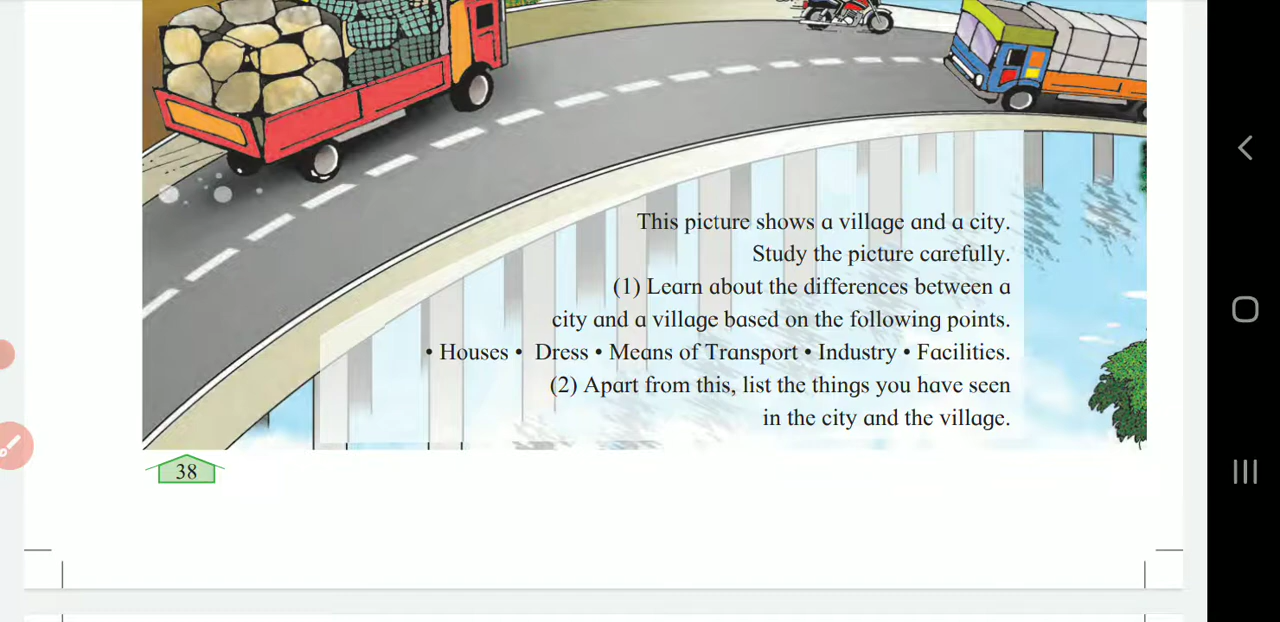 This picture shows a village and a city.
Study the picture carefully.
(1) Learn about the differences between a
city and a village based on the following points.
• Houses • Dress • Means of Transport • Industry • Facilities.
(2) Apart from this, list the things you have seen
in the city and the village.
38